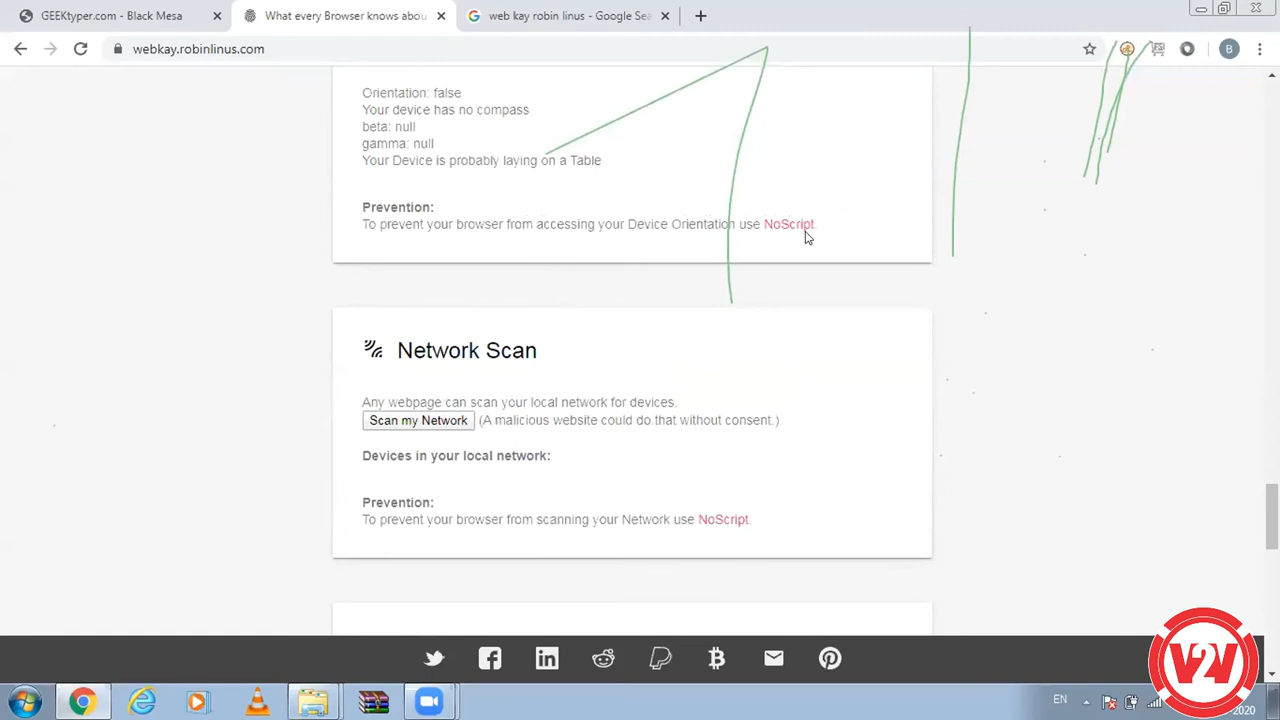 GEEKtyper.com - Black Mesa
What every Browser knows abou
web kay robin linus - Google Sea
webkay.robinlinus.com
B
Orientation: false
Your device has no compass
beta: null
gamma: null
Your Device is probably laying on a Table
Prevention:
To prevent your browser from accessing your Device Orientation use NoScript.
Network Scan
Any webpage can scan your local network for devices.
Scan my Network (A malicious website could do that without consent.)
Devices in your local network:
Prevention:
To prevent your browser from scanning your Network use NoScript.
V2V
EN
2020